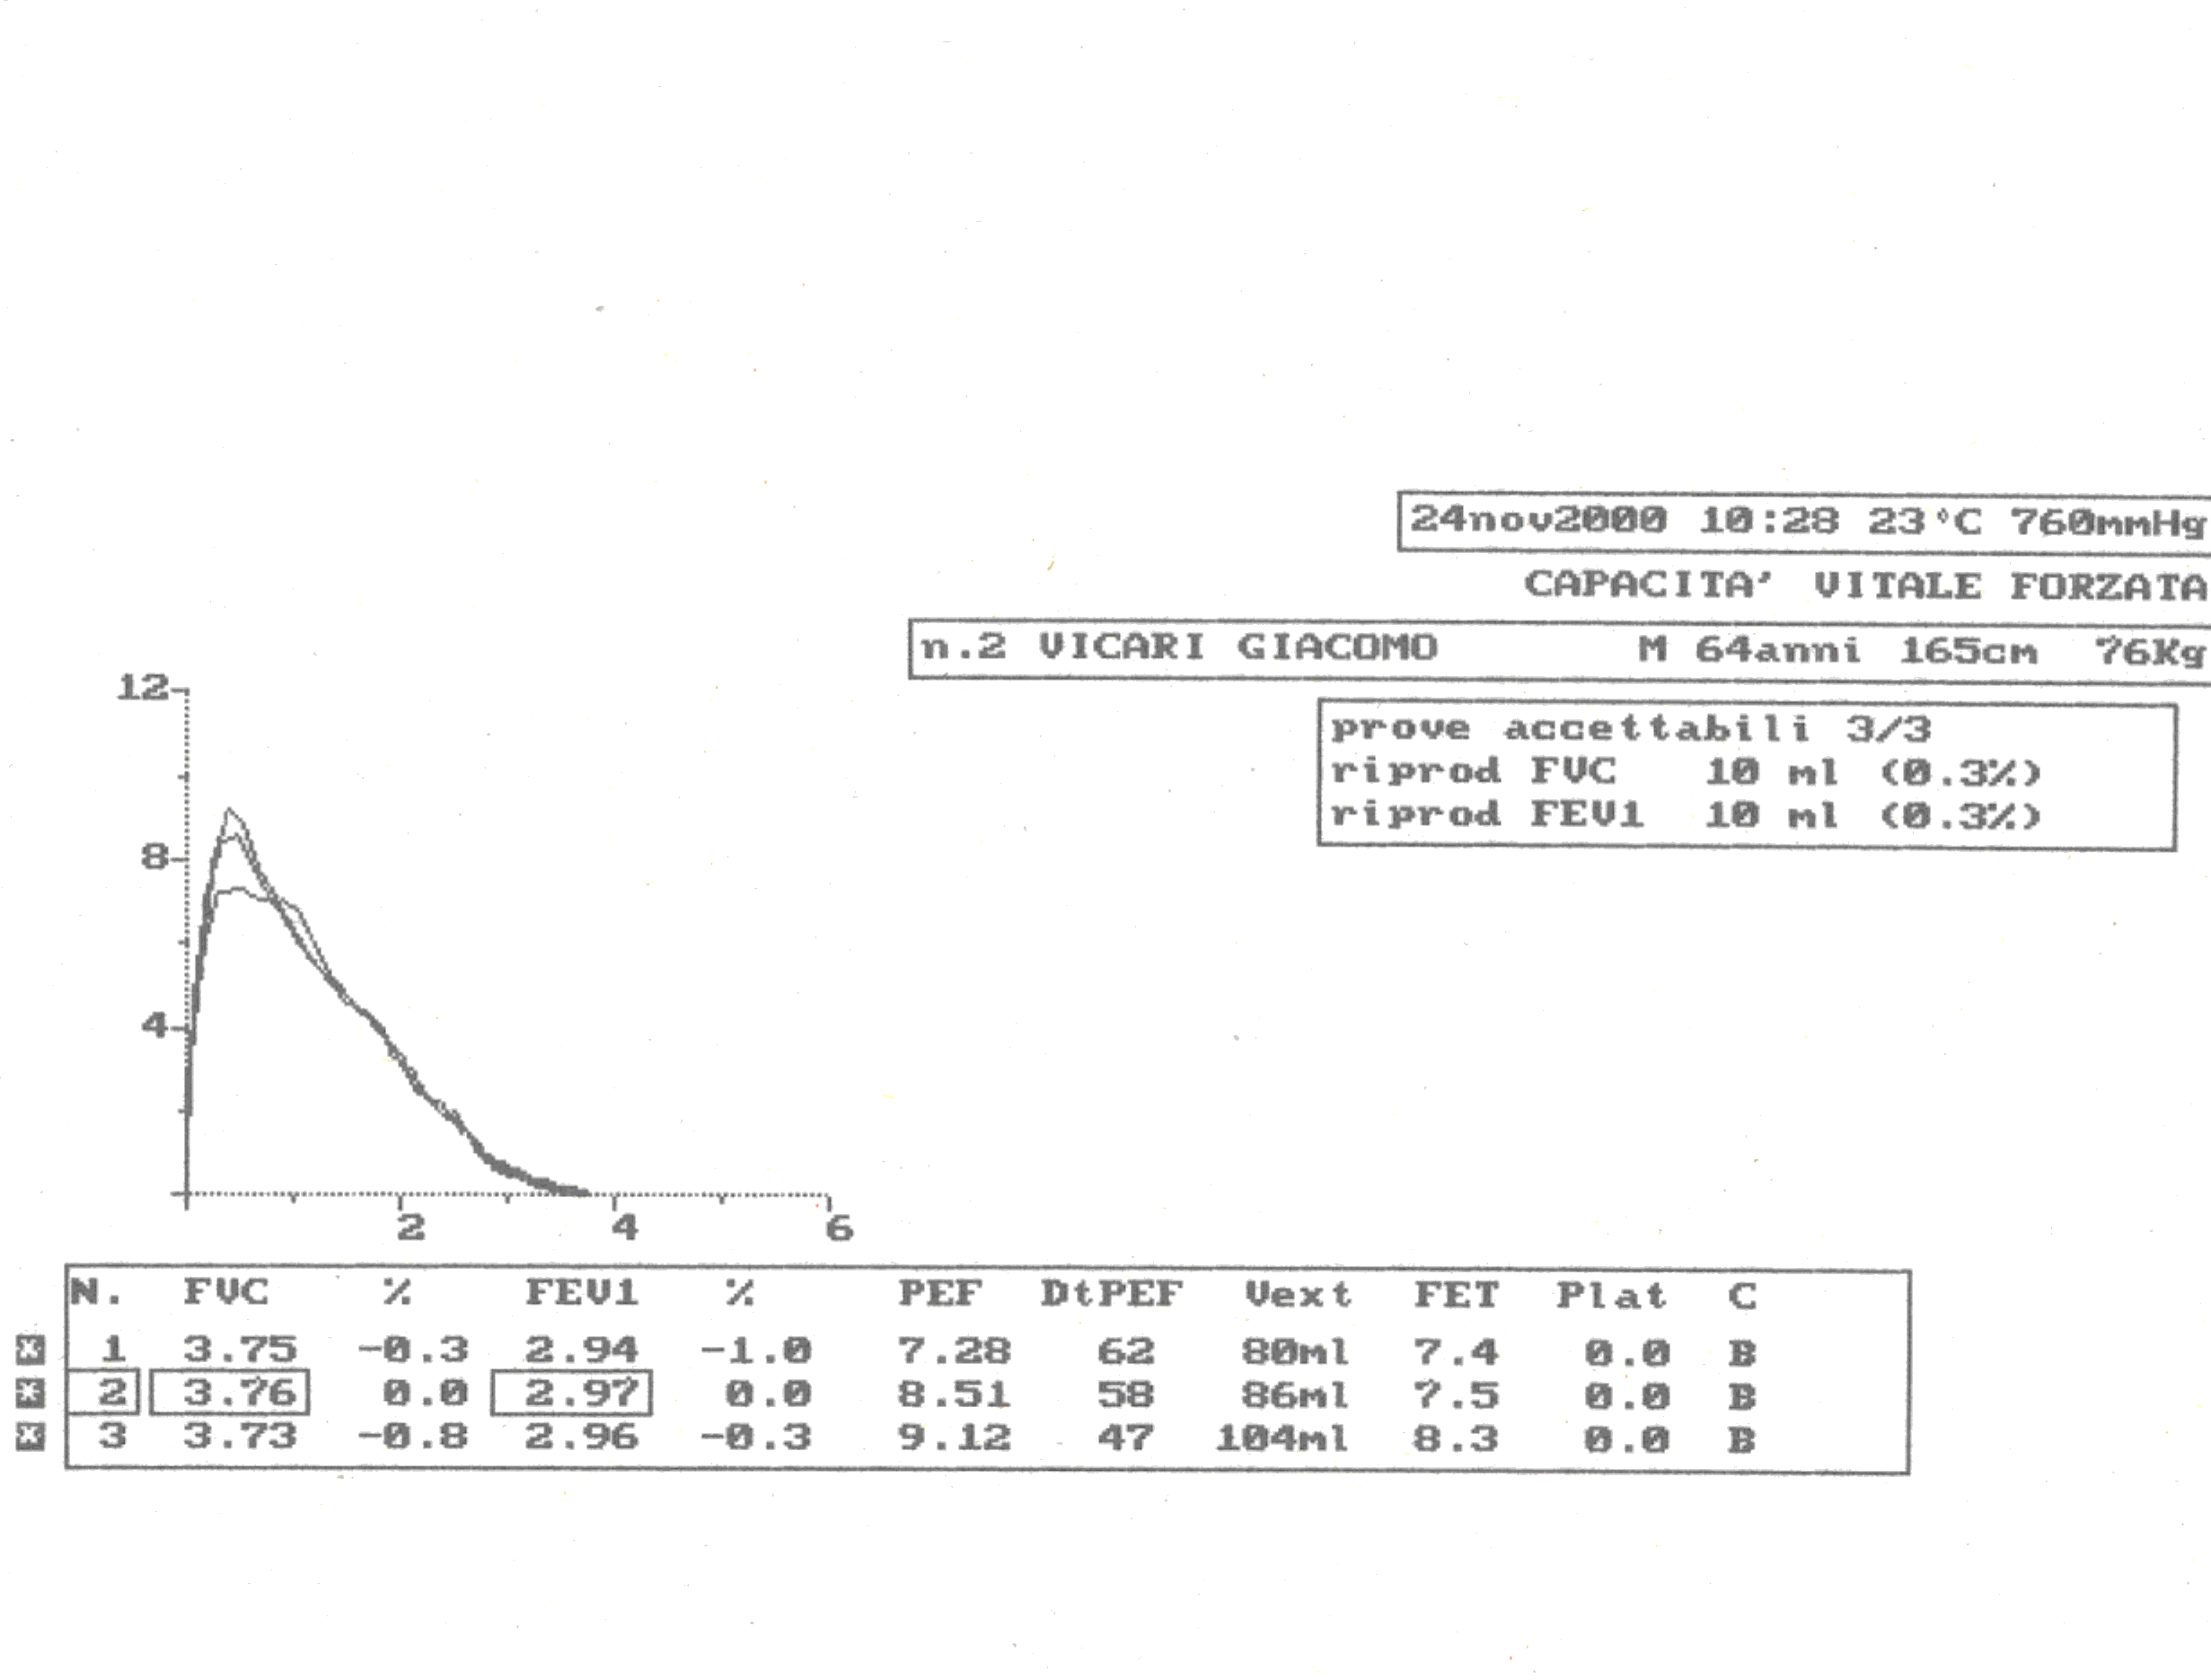 24nov2000 10:28 23°C 760mmHg
CAPACITA' VITALE FORZATA
n.2 VICARI GIACOMO M 64anni 165cm 76Kg
prove accettabili 3/3
riprod FVC 10 ml (0.3%)
riprod FEV1 10 ml (0.3%)
12
8
4
2 4 6
N. FVC % FEV1 % PEF DtPEF Vext FET Plat C
1 3.75 -0.3 2.94 -1.0 7.28 62 80ml 7.4 0.0 B
2 3.76 0.0 2.97 0.0 8.51 58 86ml 7.5 0.0 B
3 3.73 -0.8 2.96 -0.3 9.12 47 104ml 8.3 0.0 B